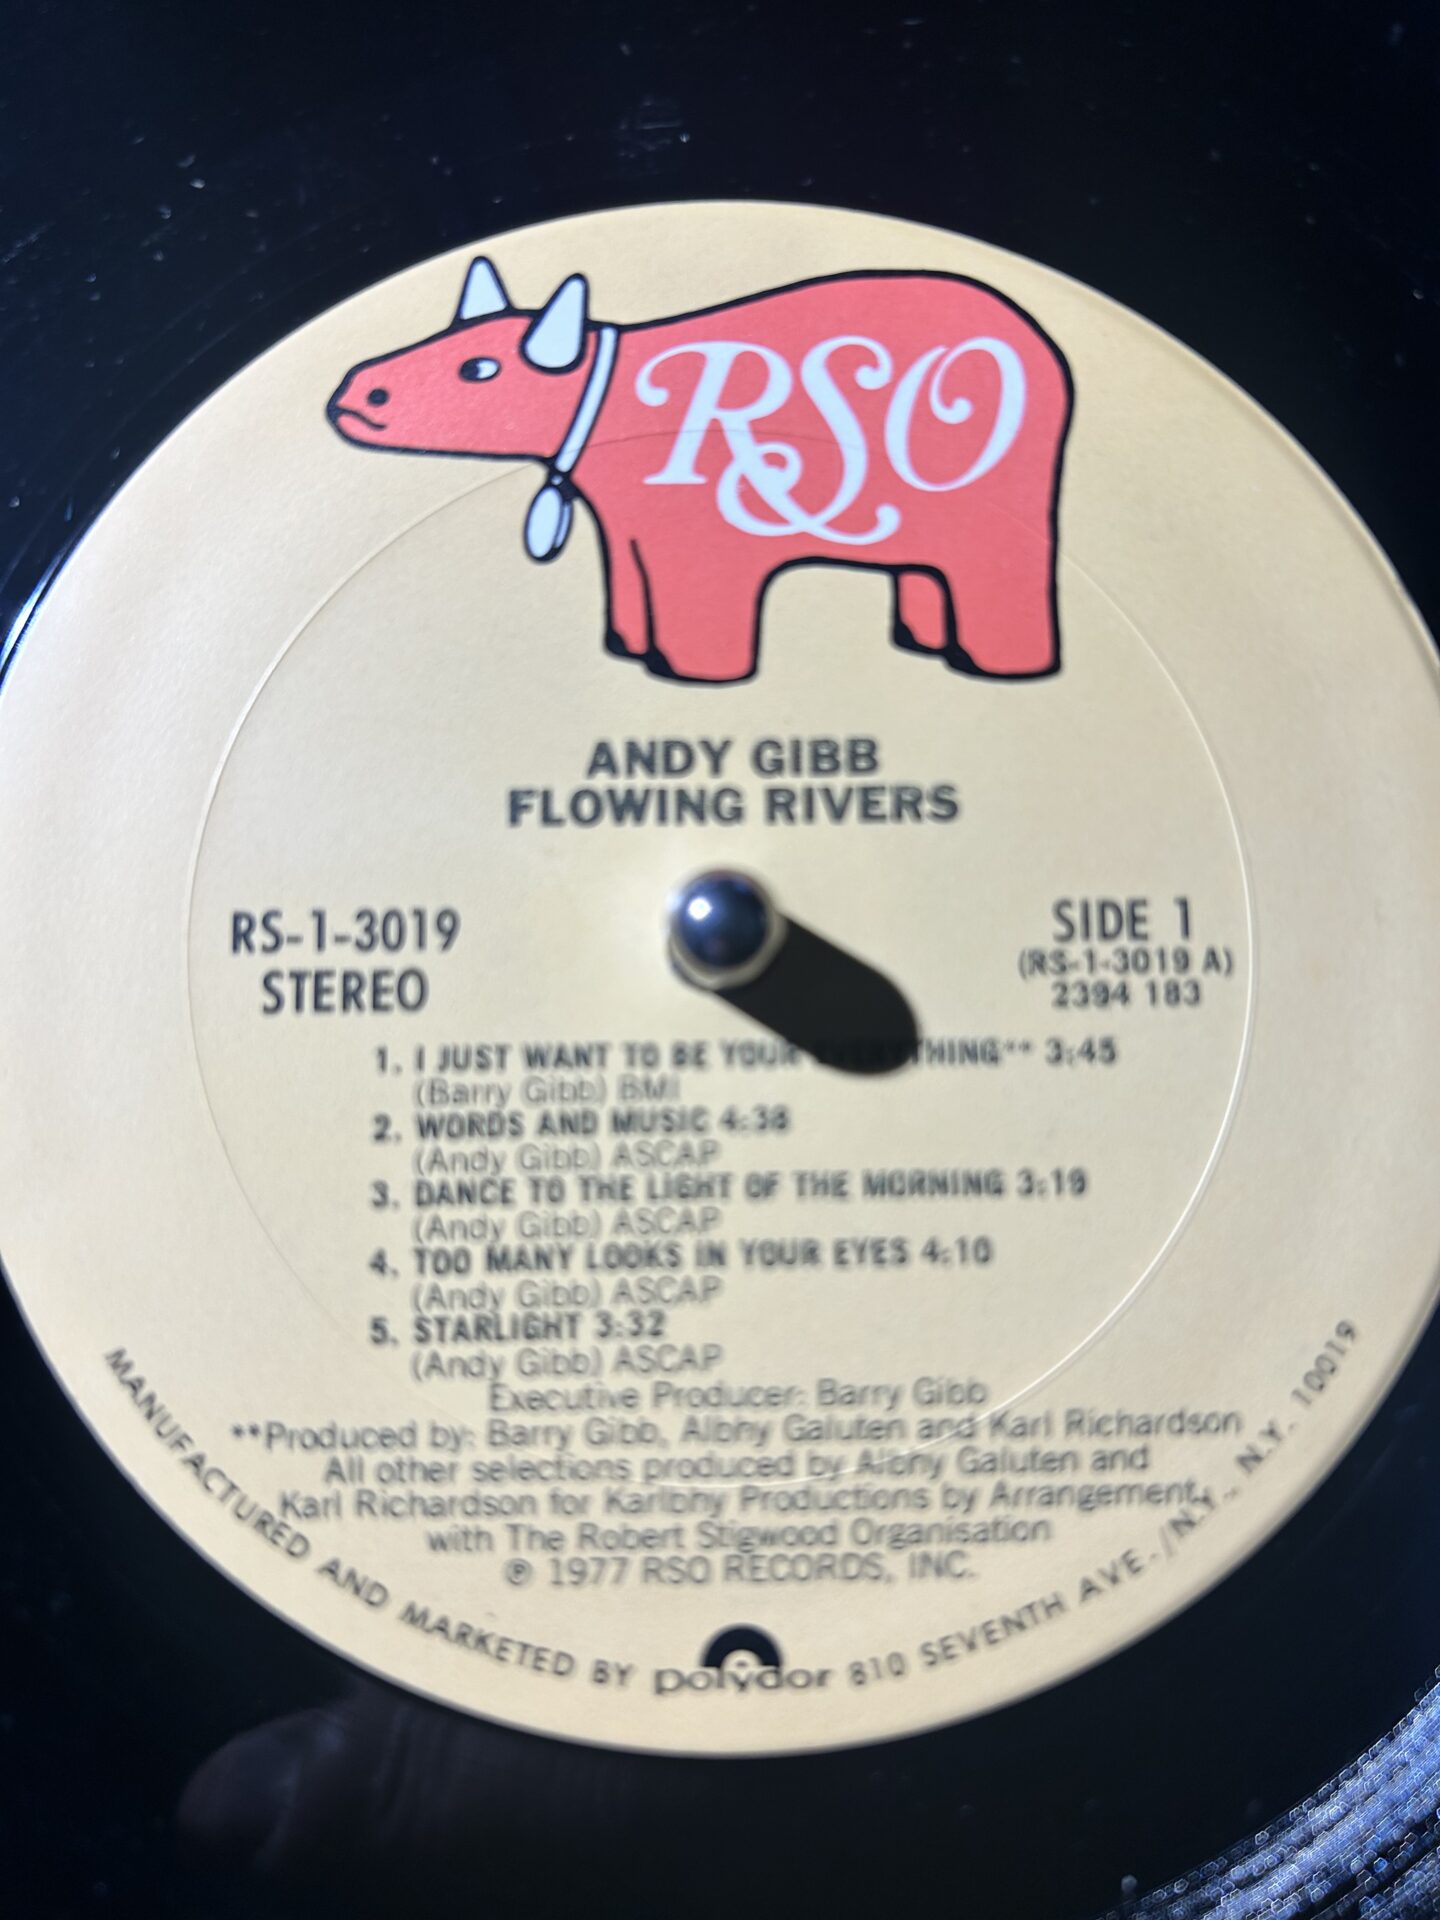 RSO
ANDY GIBB
FLOWING RIVERS
RS-1-3019
STEREO
SIDE 1
(RS-1-3019 A)
2394 183
1. I JUST WANT TO BE YOUR EVERYTHING** 3:45
(Barry Gibb) BMI
2. WORDS AND MUSIC 4:38
(Andy Gibb) ASCAP
3. DANCE TO THE LIGHT OF THE MORNING 3:19
(Andy Gibb) ASCAP
4. TOO MANY LOOKS IN YOUR EYES 4:10
(Andy Gibb) ASCAP
5. STARLIGHT 3:32
(Andy Gibb) ASCAP
Executive Producer: Barry Gibb
**Produced by: Barry Gibb, Albhy Galuten and Karl Richardson
All other selections produced by Albhy Galuten and
Karl Richardson for Karlbhy Productions by Arrangement,
with The Robert Stigwood Organisation
℗ 1977 RSO RECORDS, INC.
MANUFACTURED AND MARKETED BY polydor 810 SEVENTH AVE., N.Y., N.Y. 10019